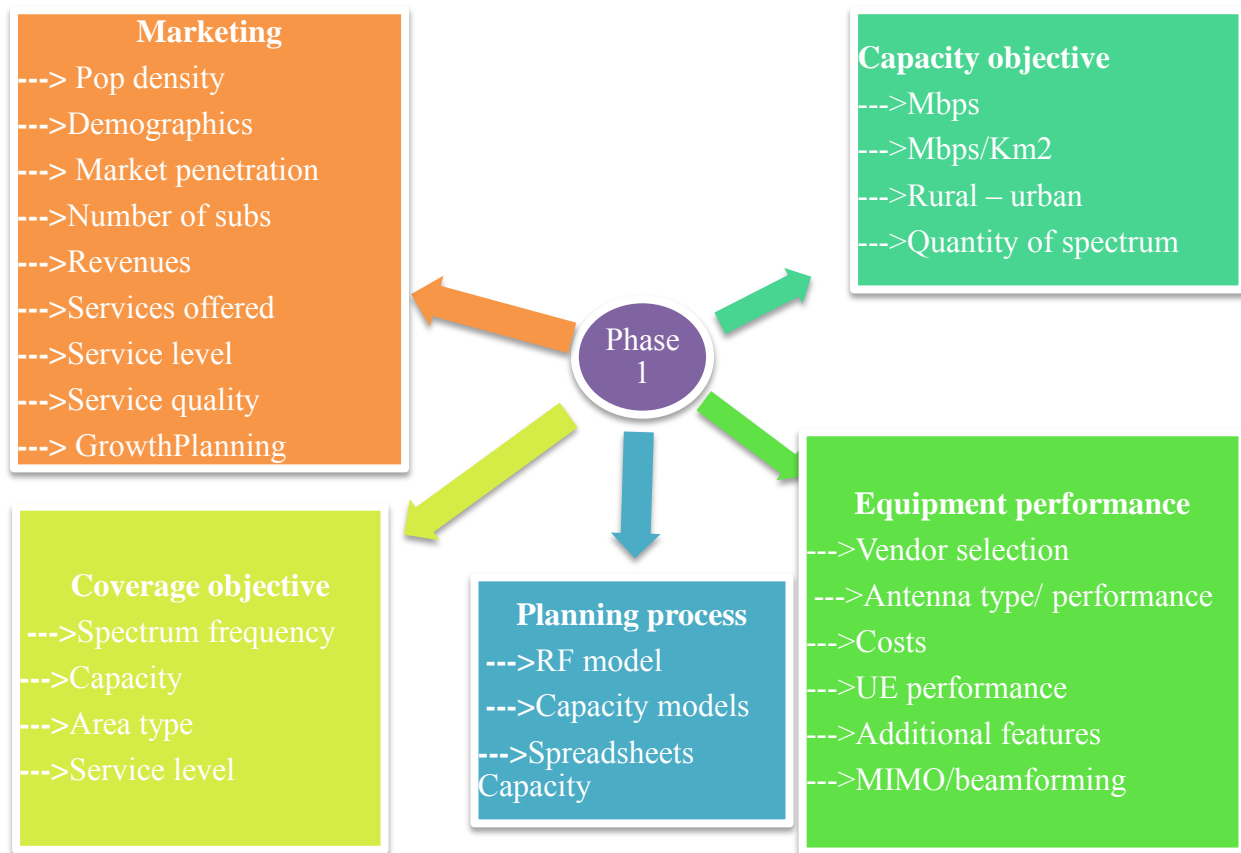 Marketing
---> Pop density
--->Demographics
---> Market penetration
--->Number of subs
--->Revenues
--->Services offered
--->Service level
--->Service quality
---> GrowthPlanning
Capacity objective
--->Mbps
--->Mbps/Km2
--->Rural – urban
--->Quantity of spectrum
Phase
1
Coverage objective
--->Spectrum frequency
--->Capacity
--->Area type
--->Service level
Planning process
--->RF model
--->Capacity models
--->Spreadsheets
Capacity
Equipment performance
--->Vendor selection
--->Antenna type/ performance
--->Costs
--->UE performance
--->Additional features
--->MIMO/beamforming